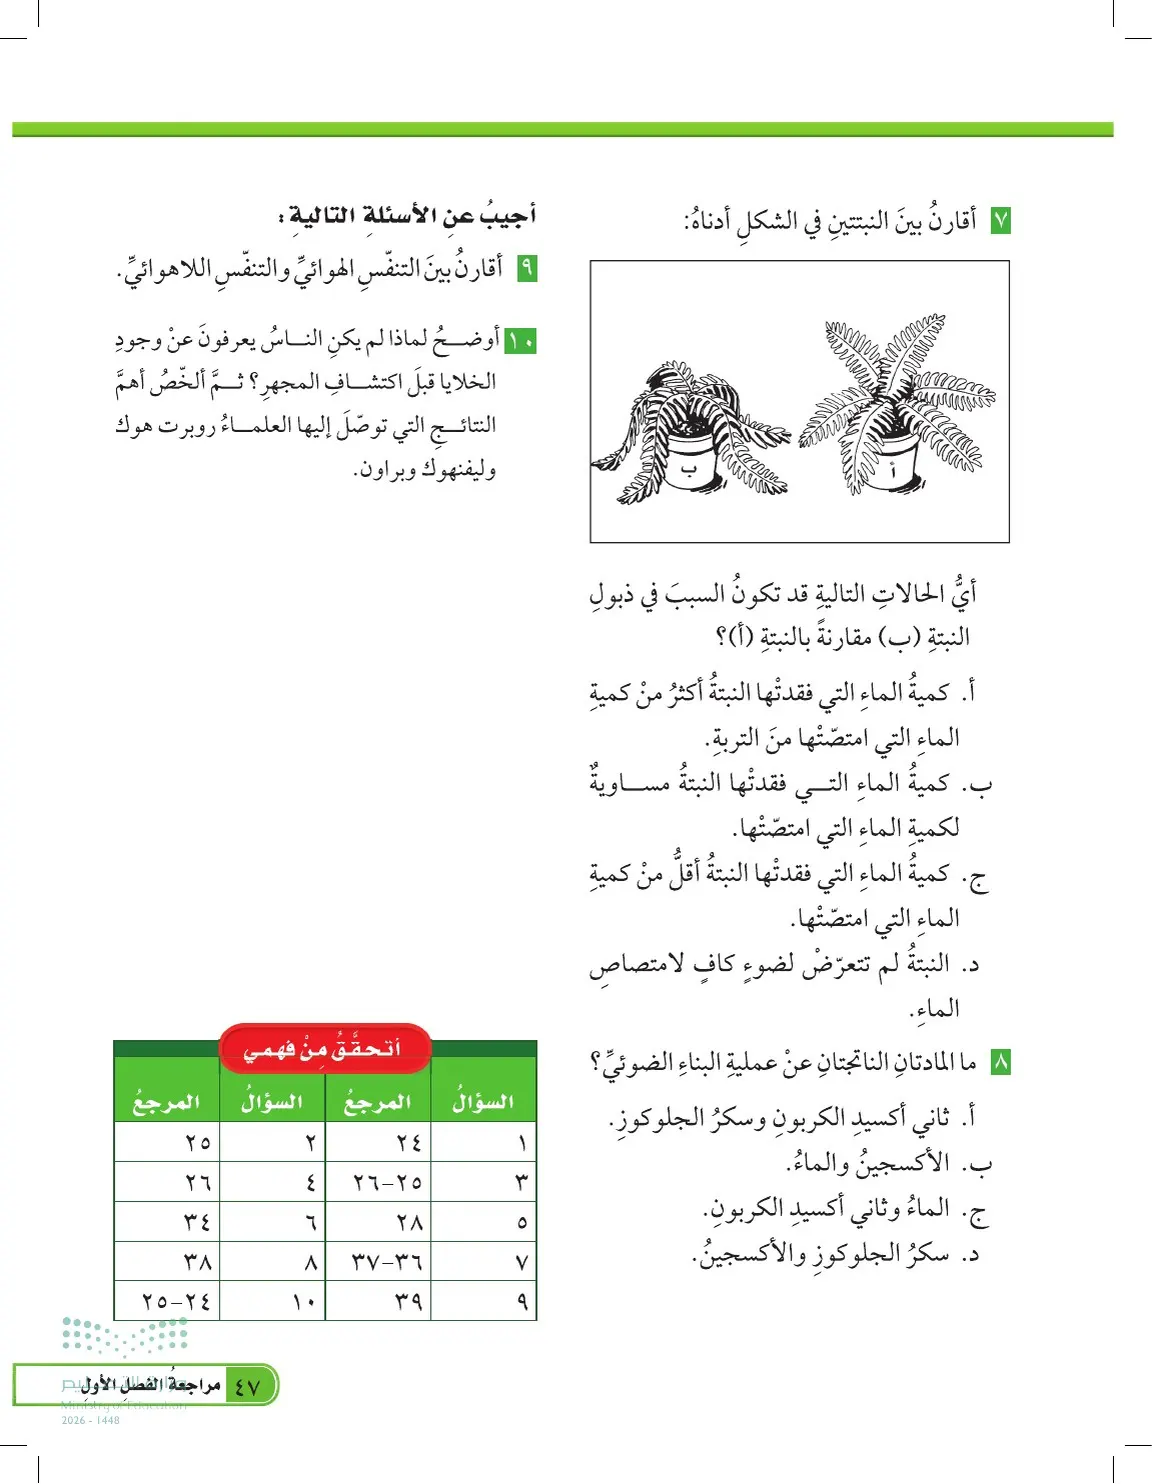 ٧ أقارنُ بينَ النبتتينِ في الشكلِ أدناهُ:
أ
ب
أيُّ الحالاتِ التاليةِ قد تكونُ السببَ في ذبولِ
النبتةِ (ب) مقارنةً بالنبتةِ (أ)؟
أ. كميةُ الماءِ التي فقدتْها النبتةُ أكثرُ منْ كميةِ
الماءِ التي امتصّتْها منَ التربةِ.
ب. كميةُ الماءِ التي فقدتْها النبتةُ مساويةٌ
لكميةِ الماءِ التي امتصّتْها.
ج. كميةُ الماءِ التي فقدتْها النبتةُ أقلُّ منْ كميةِ
الماءِ التي امتصّتْها.
د. النبتةُ لم تتعرّضْ لضوءٍ كافٍ لامتصاصِ
الماءِ.
٨ ما المادتانِ الناتجتانِ عنْ عمليةِ البناءِ الضوئيِّ؟
أ. ثاني أكسيدِ الكربونِ وسكرُ الجلوكوزِ.
ب. الأكسجينُ والماءُ.
ج. الماءُ وثاني أكسيدِ الكربونِ.
د. سكرُ الجلوكوزِ والأكسجينُ.
أجيبُ عنِ الأسئلةِ التاليةِ :
٩ أقارنُ بينَ التنفّسِ الهوائيِّ والتنفّسِ اللاهوائيِّ.
١٠ أوضحُ لماذا لم يكنِ الناسُ يعرفونَ عنْ وجودِ
الخلايا قبلَ اكتشافِ المجهرِ؟ ثمَّ ألخّصُ أهمَّ
النتائجِ التي توصّلَ إليها العلماءُ روبرت هوك
وليفنهوك وبراون.
أتحقَّقُ مِنْ فهمي
السؤالُ المرجعُ السؤالُ المرجعُ
١ ٢٤ ٢ ٢٥
٣ ٢٥-٢٦ ٤ ٢٦
٥ ٢٨ ٦ ٣٤
٧ ٣٦-٣٧ ٨ ٣٨
٩ ٣٩ ١٠ ٢٤-٢٥
٤٧ مراجعةُ الفصلِ الأولِ
وزارة التعليم
Ministry of Education
2026 - 1448